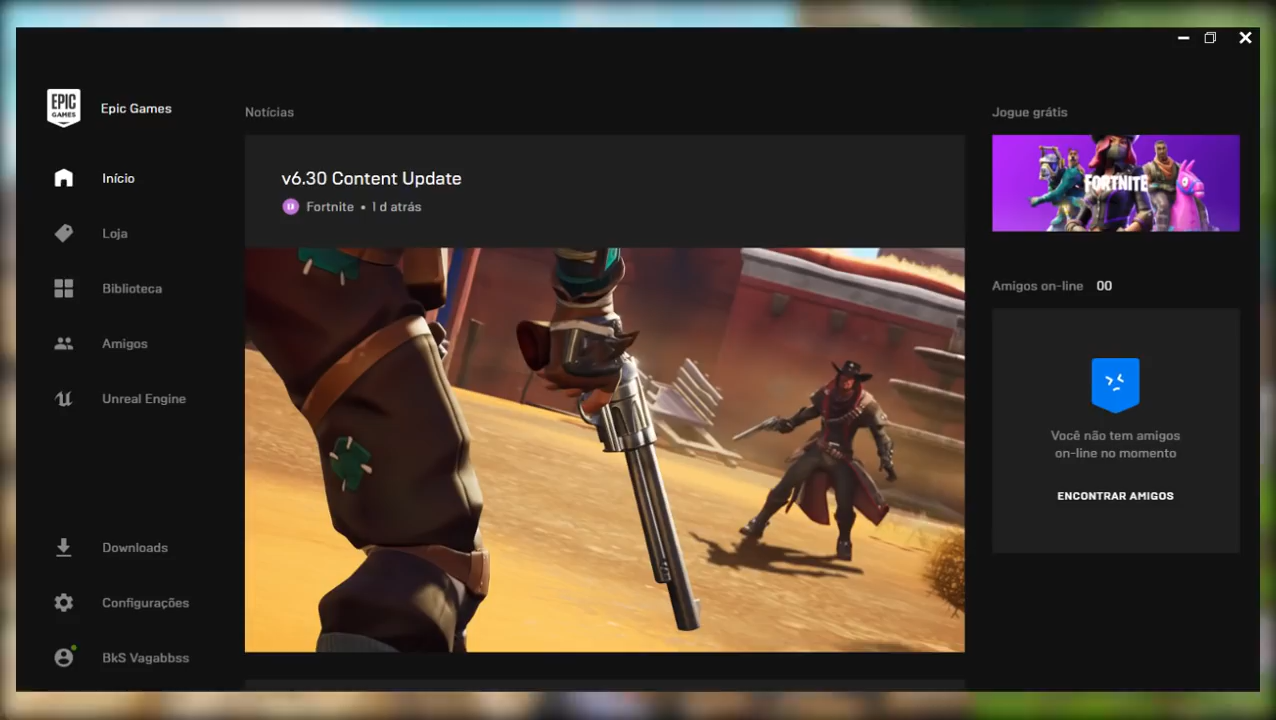 EPIC
GAMES
Epic Games
Início
Loja
Biblioteca
Amigos
Unreal Engine
Downloads
Configurações
BkS Vagabbss
Notícias
v6.30 Content Update
Fortnite • 1 d atrás
Jogue grátis
FORTNITE
Amigos on-line 00
Você não tem amigos
on-line no momento
ENCONTRAR AMIGOS